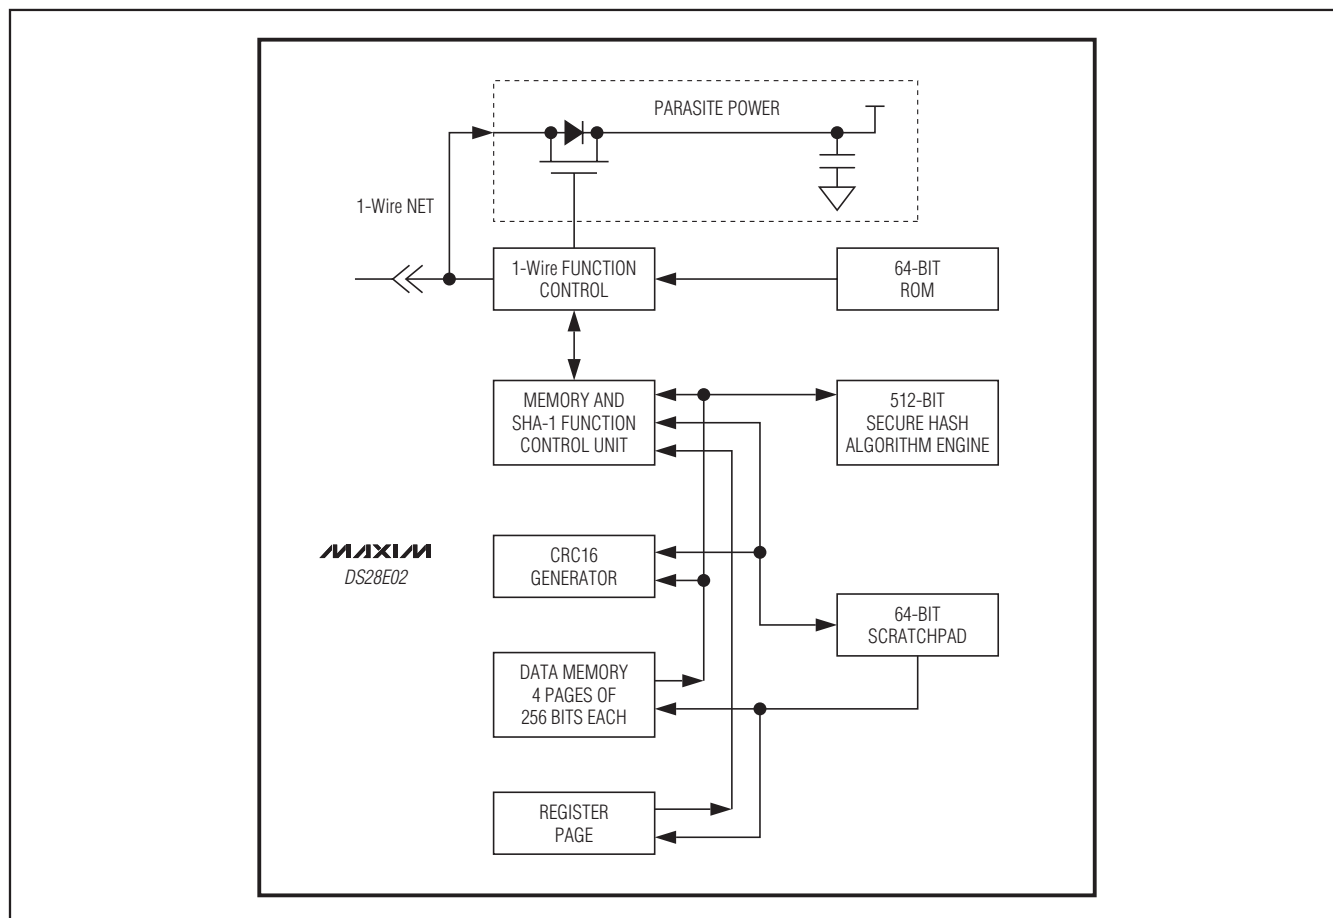 PARASITE POWER
1-Wire NET
1-Wire FUNCTION
CONTROL
64-BIT
ROM
MEMORY AND
SHA-1 FUNCTION
CONTROL UNIT
512-BIT
SECURE HASH
ALGORITHM ENGINE
MAXIM
DS28E02
CRC16
GENERATOR
64-BIT
SCRATCHPAD
DATA MEMORY
4 PAGES OF
256 BITS EACH
REGISTER
PAGE